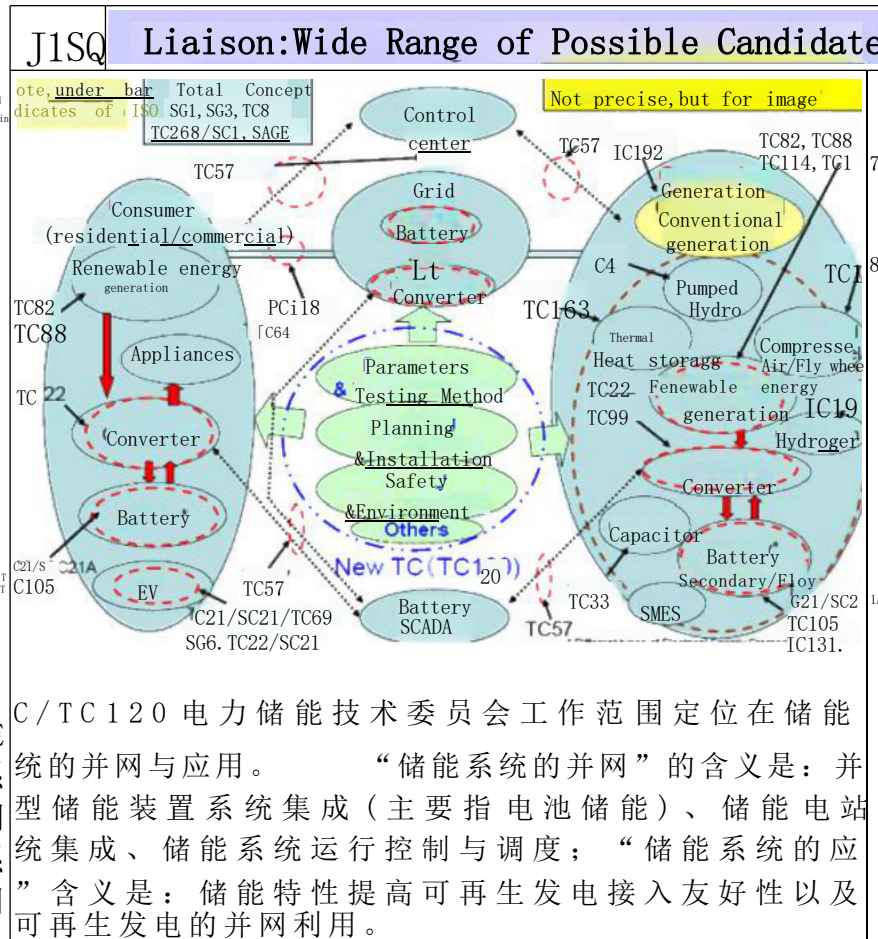 J1SQ
Liaison:Wide Range of Possible Candidate
ote,under bar
dicates of ISO
Total Concept
SG1,SG3,TC8
TC268/SC1,SAGE
Not precise,but for image
Control
center
TC57
TC57
IC192
TC82,TC88
TC114,TC1
Grid
Battery
Lt
Converter
Consumer
(residential/commercial)
Renewable energy
generation
TC82
TC88
PCi18
「C64
Appliances
TC 22
Converter
Battery
C21/S C21A
C105
EV
TC57
C21/SC21/TC69
SG6. TC22/SC21
Parameters
& Testing Method
Planning
&Installation
Safety
&Environment
Others
New TC(TC1 20))
Battery
SCADA
TC57
Generation
Conventional
generation
C4
Pumped
Hydro
TC1 8
TC163
Thermal
Heat storagg
Compresse
Air/Fly whee
energy
TC22
TC99
Fenewable
generation
IC19
Hydroger
Converter
Capacitor
Battery
Secondary/Floy
TC33
SMES
G21/SC2
TC105
IC131.
C/TC120电力储能技术委员会工作范围定位在储能
统的并网与应用。 “储能系统的并网”的含义是：并
型储能装置系统集成(主要指电池储能)、储能电站
统集成、储能系统运行控制与调度；“储能系统的应
”含义是：储能特性提高可再生发电接入友好性以及
可再生发电的并网利用。